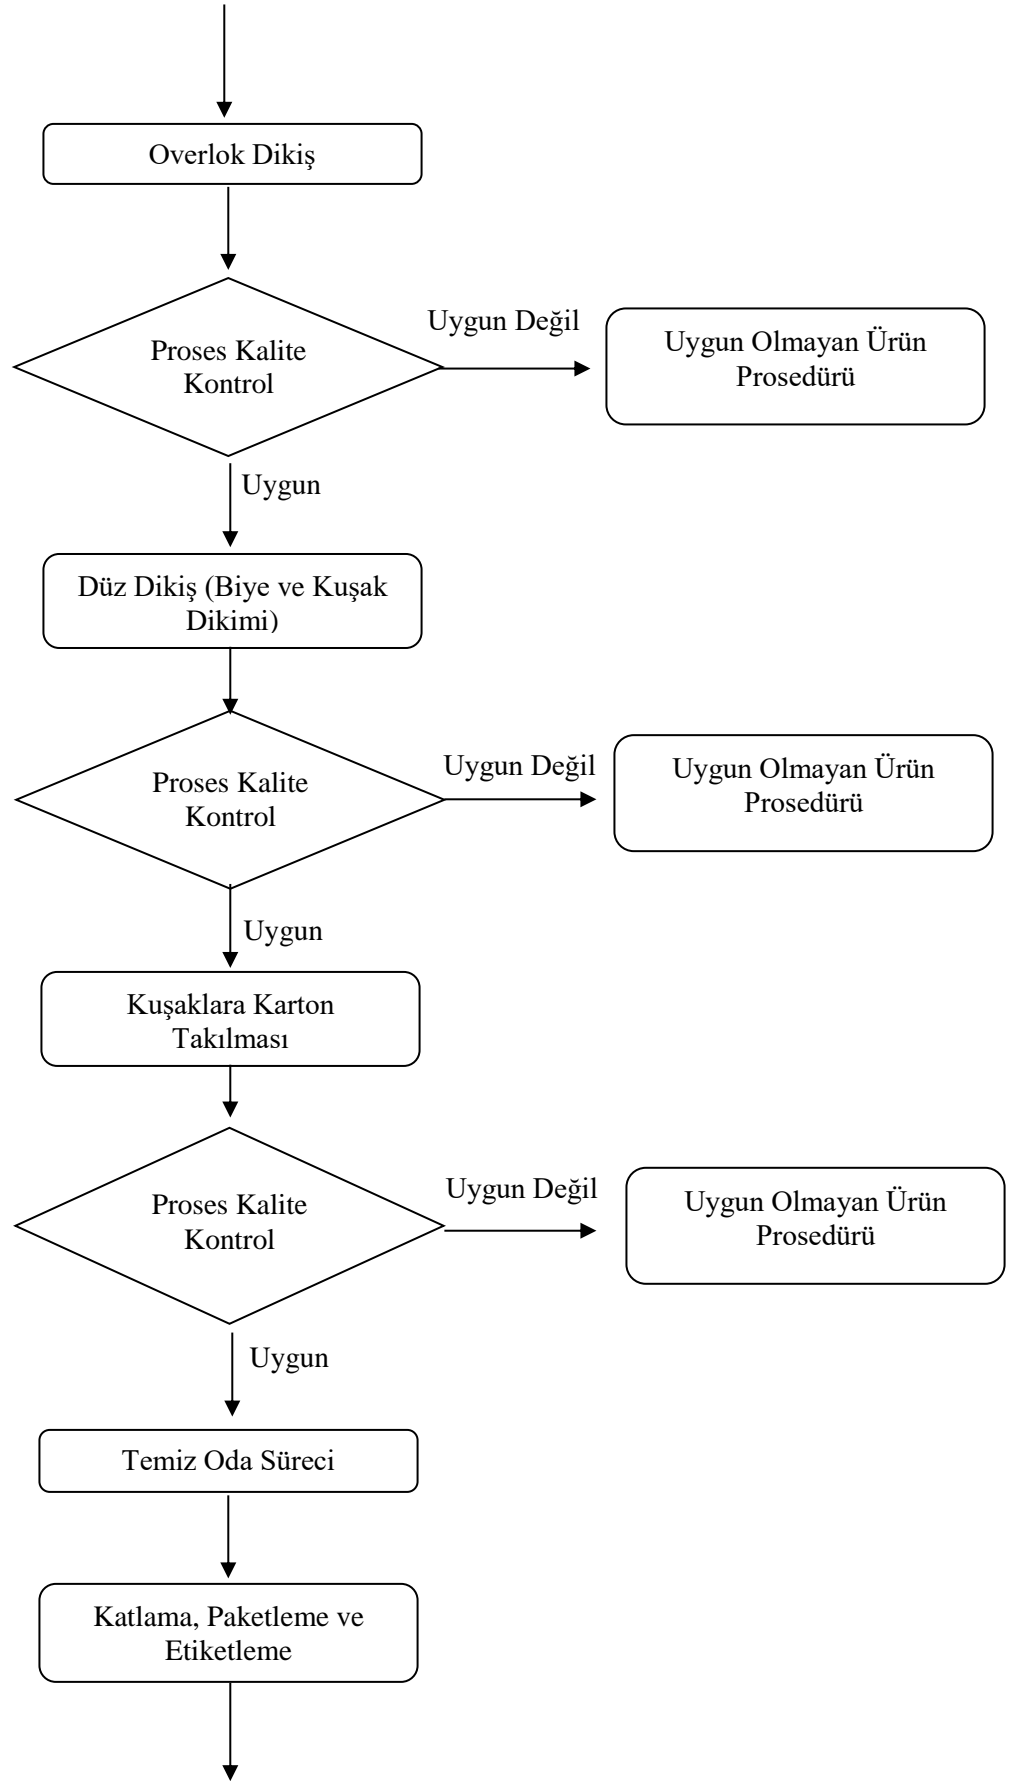 Overlok Dikiş
Proses Kalite
Kontrol
Uygun Değil
Uygun Olmayan Ürün
Prosedürü
Uygun
Düz Dikiş (Biye ve Kuşak
Dikimi)
Proses Kalite
Kontrol
Uygun Değil
Uygun Olmayan Ürün
Prosedürü
Uygun
Kuşaklara Karton
Takılması
Proses Kalite
Kontrol
Uygun Değil
Uygun Olmayan Ürün
Prosedürü
Uygun
Temiz Oda Süreci
Katlama, Paketleme ve
Etiketleme